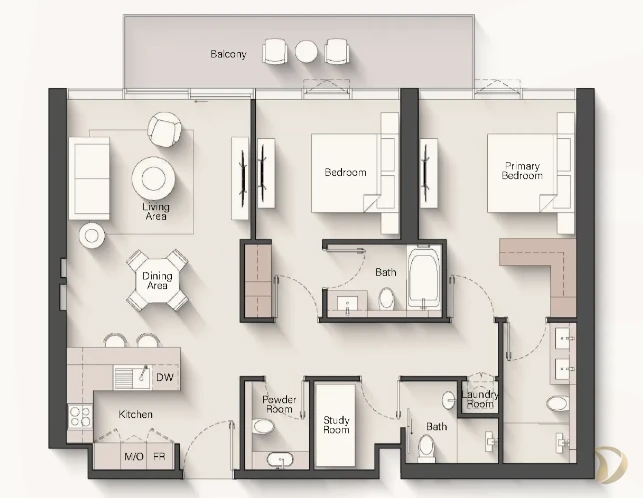 Balcony
Bedroom
Primary
Bedroom
Living
Area
Dining
Area
Bath
DW
Kitchen
M/O
FR
Powder
Room
Study
Room
Laundry
Room
Bath